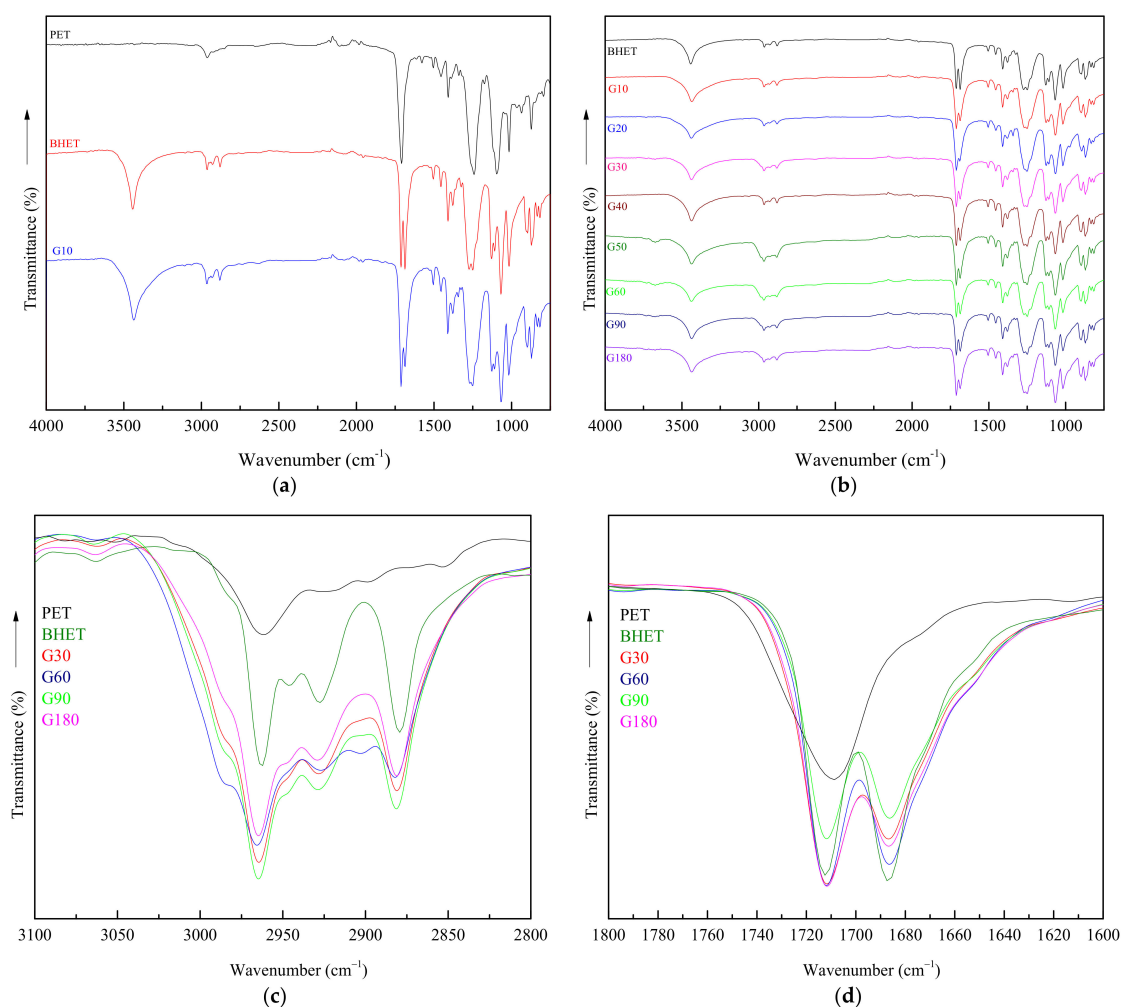 PET
BHET
G10
Transmittance (%)
4000 3500 3000 2500 2000 1500 1000
Wavenumber (cm⁻¹)
(a)
BHET
G10
G20
G30
G40
G50
G60
G90
G180
Transmittance (%)
4000 3500 3000 2500 2000 1500 1000
Wavenumber (cm⁻¹)
(b)
PET
BHET
G30
G60
G90
G180
Transmittance (%)
3100 3050 3000 2950 2900 2850 2800
Wavenumber (cm⁻¹)
(c)
PET
BHET
G30
G60
G90
G180
Transmittance (%)
1800 1780 1760 1740 1720 1700 1680 1660 1640 1620 1600
Wavenumber (cm⁻¹)
(d)